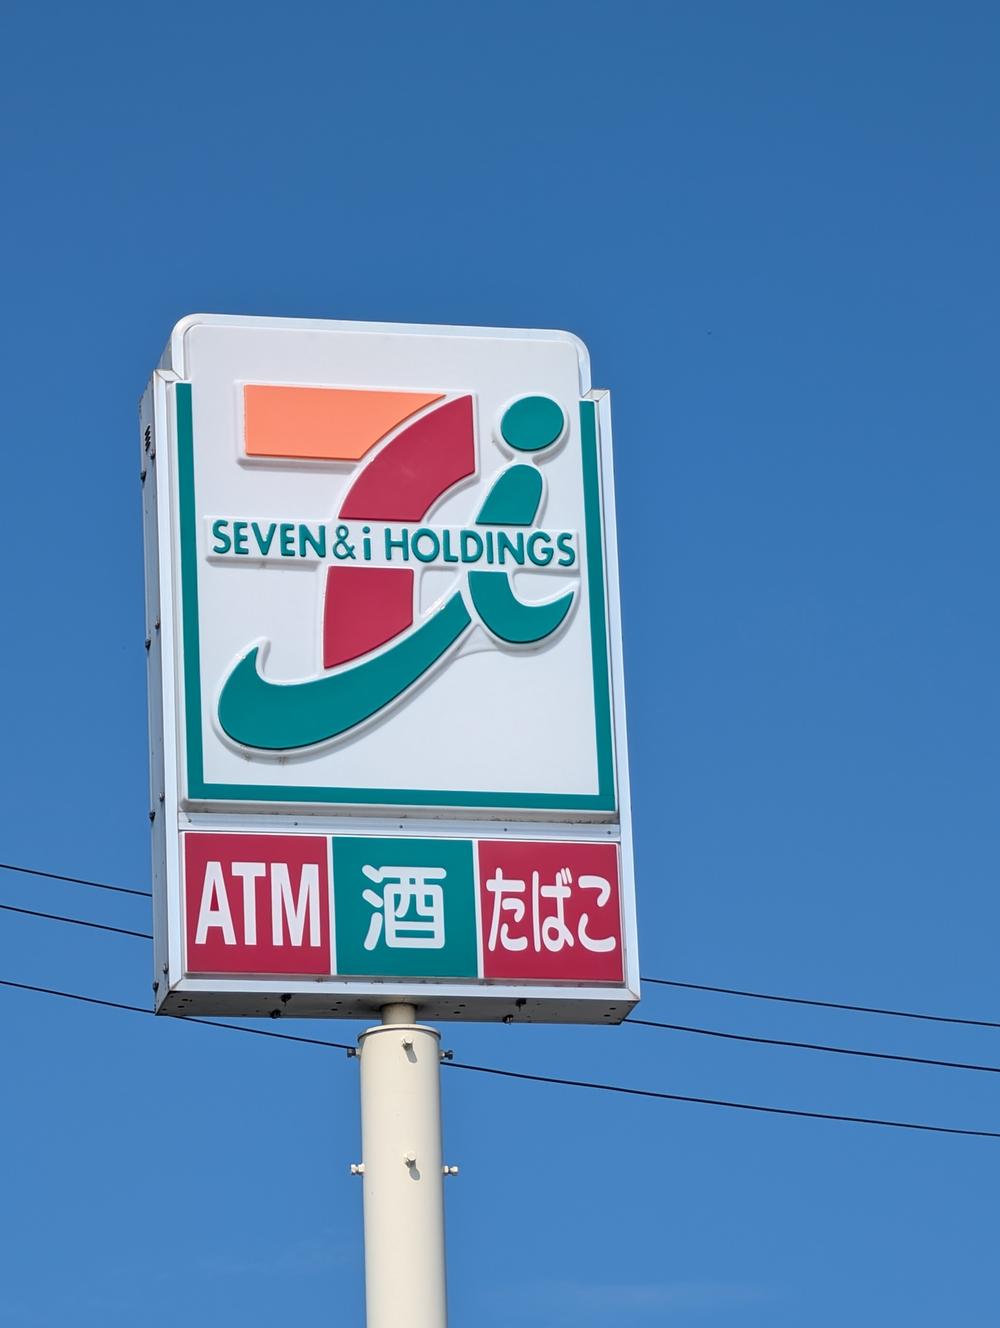 SEVEN&i HOLDINGS
ATM 酒 たばこ